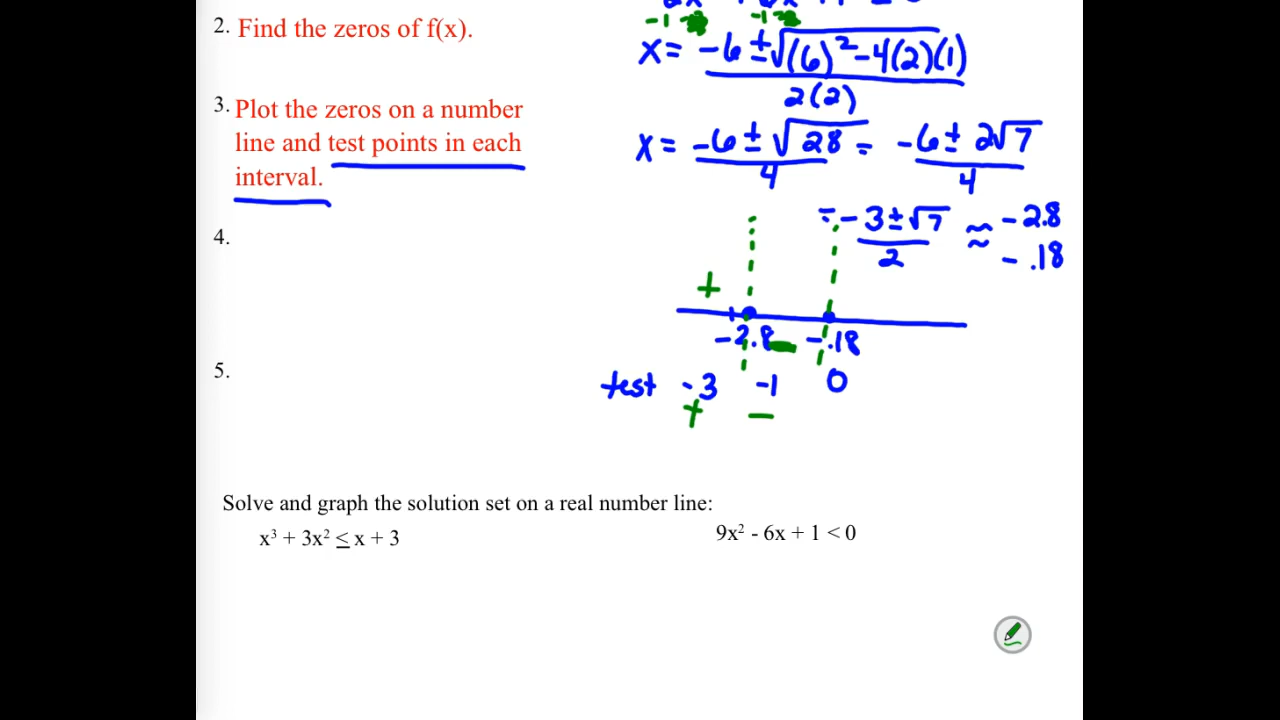 2. Find the zeros of f(x).
3. Plot the zeros on a number
line and test points in each
interval.
4.
5.
-1 -1
x = -6 ± √(6)² - 4(2)(1)
2(2)
x = -6 ± √28 = -6 ± 2√7
4 4
= -3 ± √7 ≈ -2.8
2 - .18
+
-2.8 - -.18
test -3 -1 0
+ -
Solve and graph the solution set on a real number line:
x³ + 3x² ≤ x + 3 9x² - 6x + 1 < 0